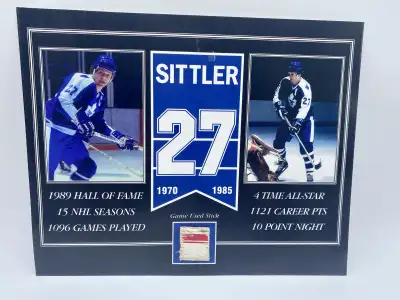 SITTLER
27
1970 1985
27
1989 HALL OF FAME
15 NHL SEASONS
1096 GAMES PLAYED
4 TIME ALL-STAR
1121 CAREER PTS
10 POINT NIGHT
Game Used Stick